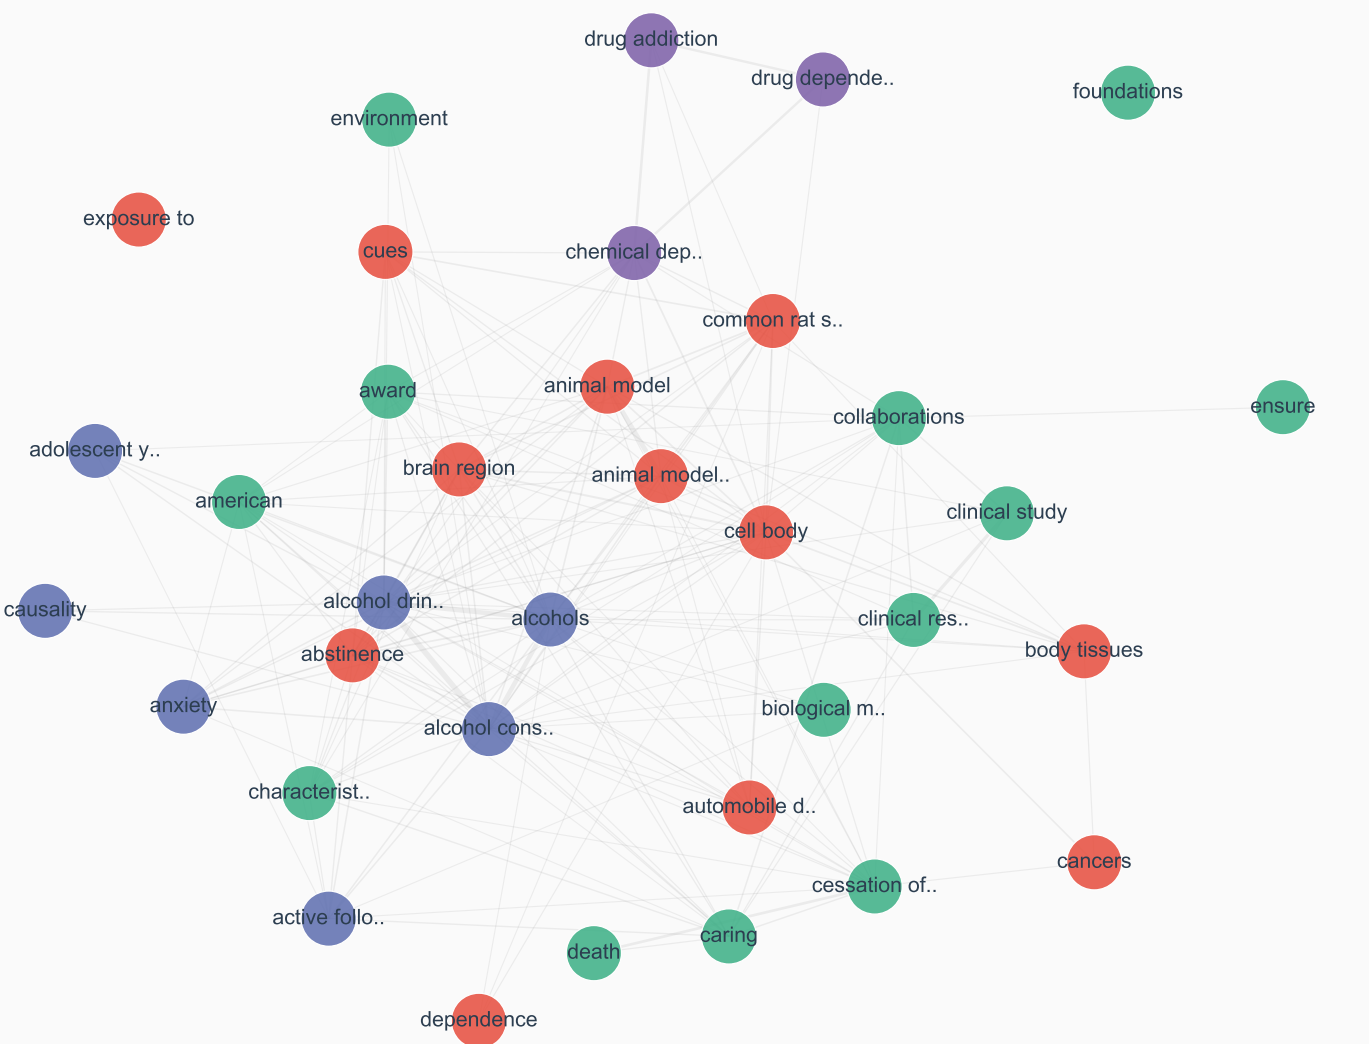 drug addiction
drug depende..
foundations
environment
exposure to
cues
chemical dep..
common rat s..
animal model
award
collaborations
ensure
adolescent y..
brain region
animal model..
american
clinical study
cell body
causality
alcohol drin..
alcohols
clinical res..
abstinence
body tissues
anxiety
biological m..
alcohol cons..
characterist..
automobile d..
cancers
cessation of..
active follo..
caring
death
dependence